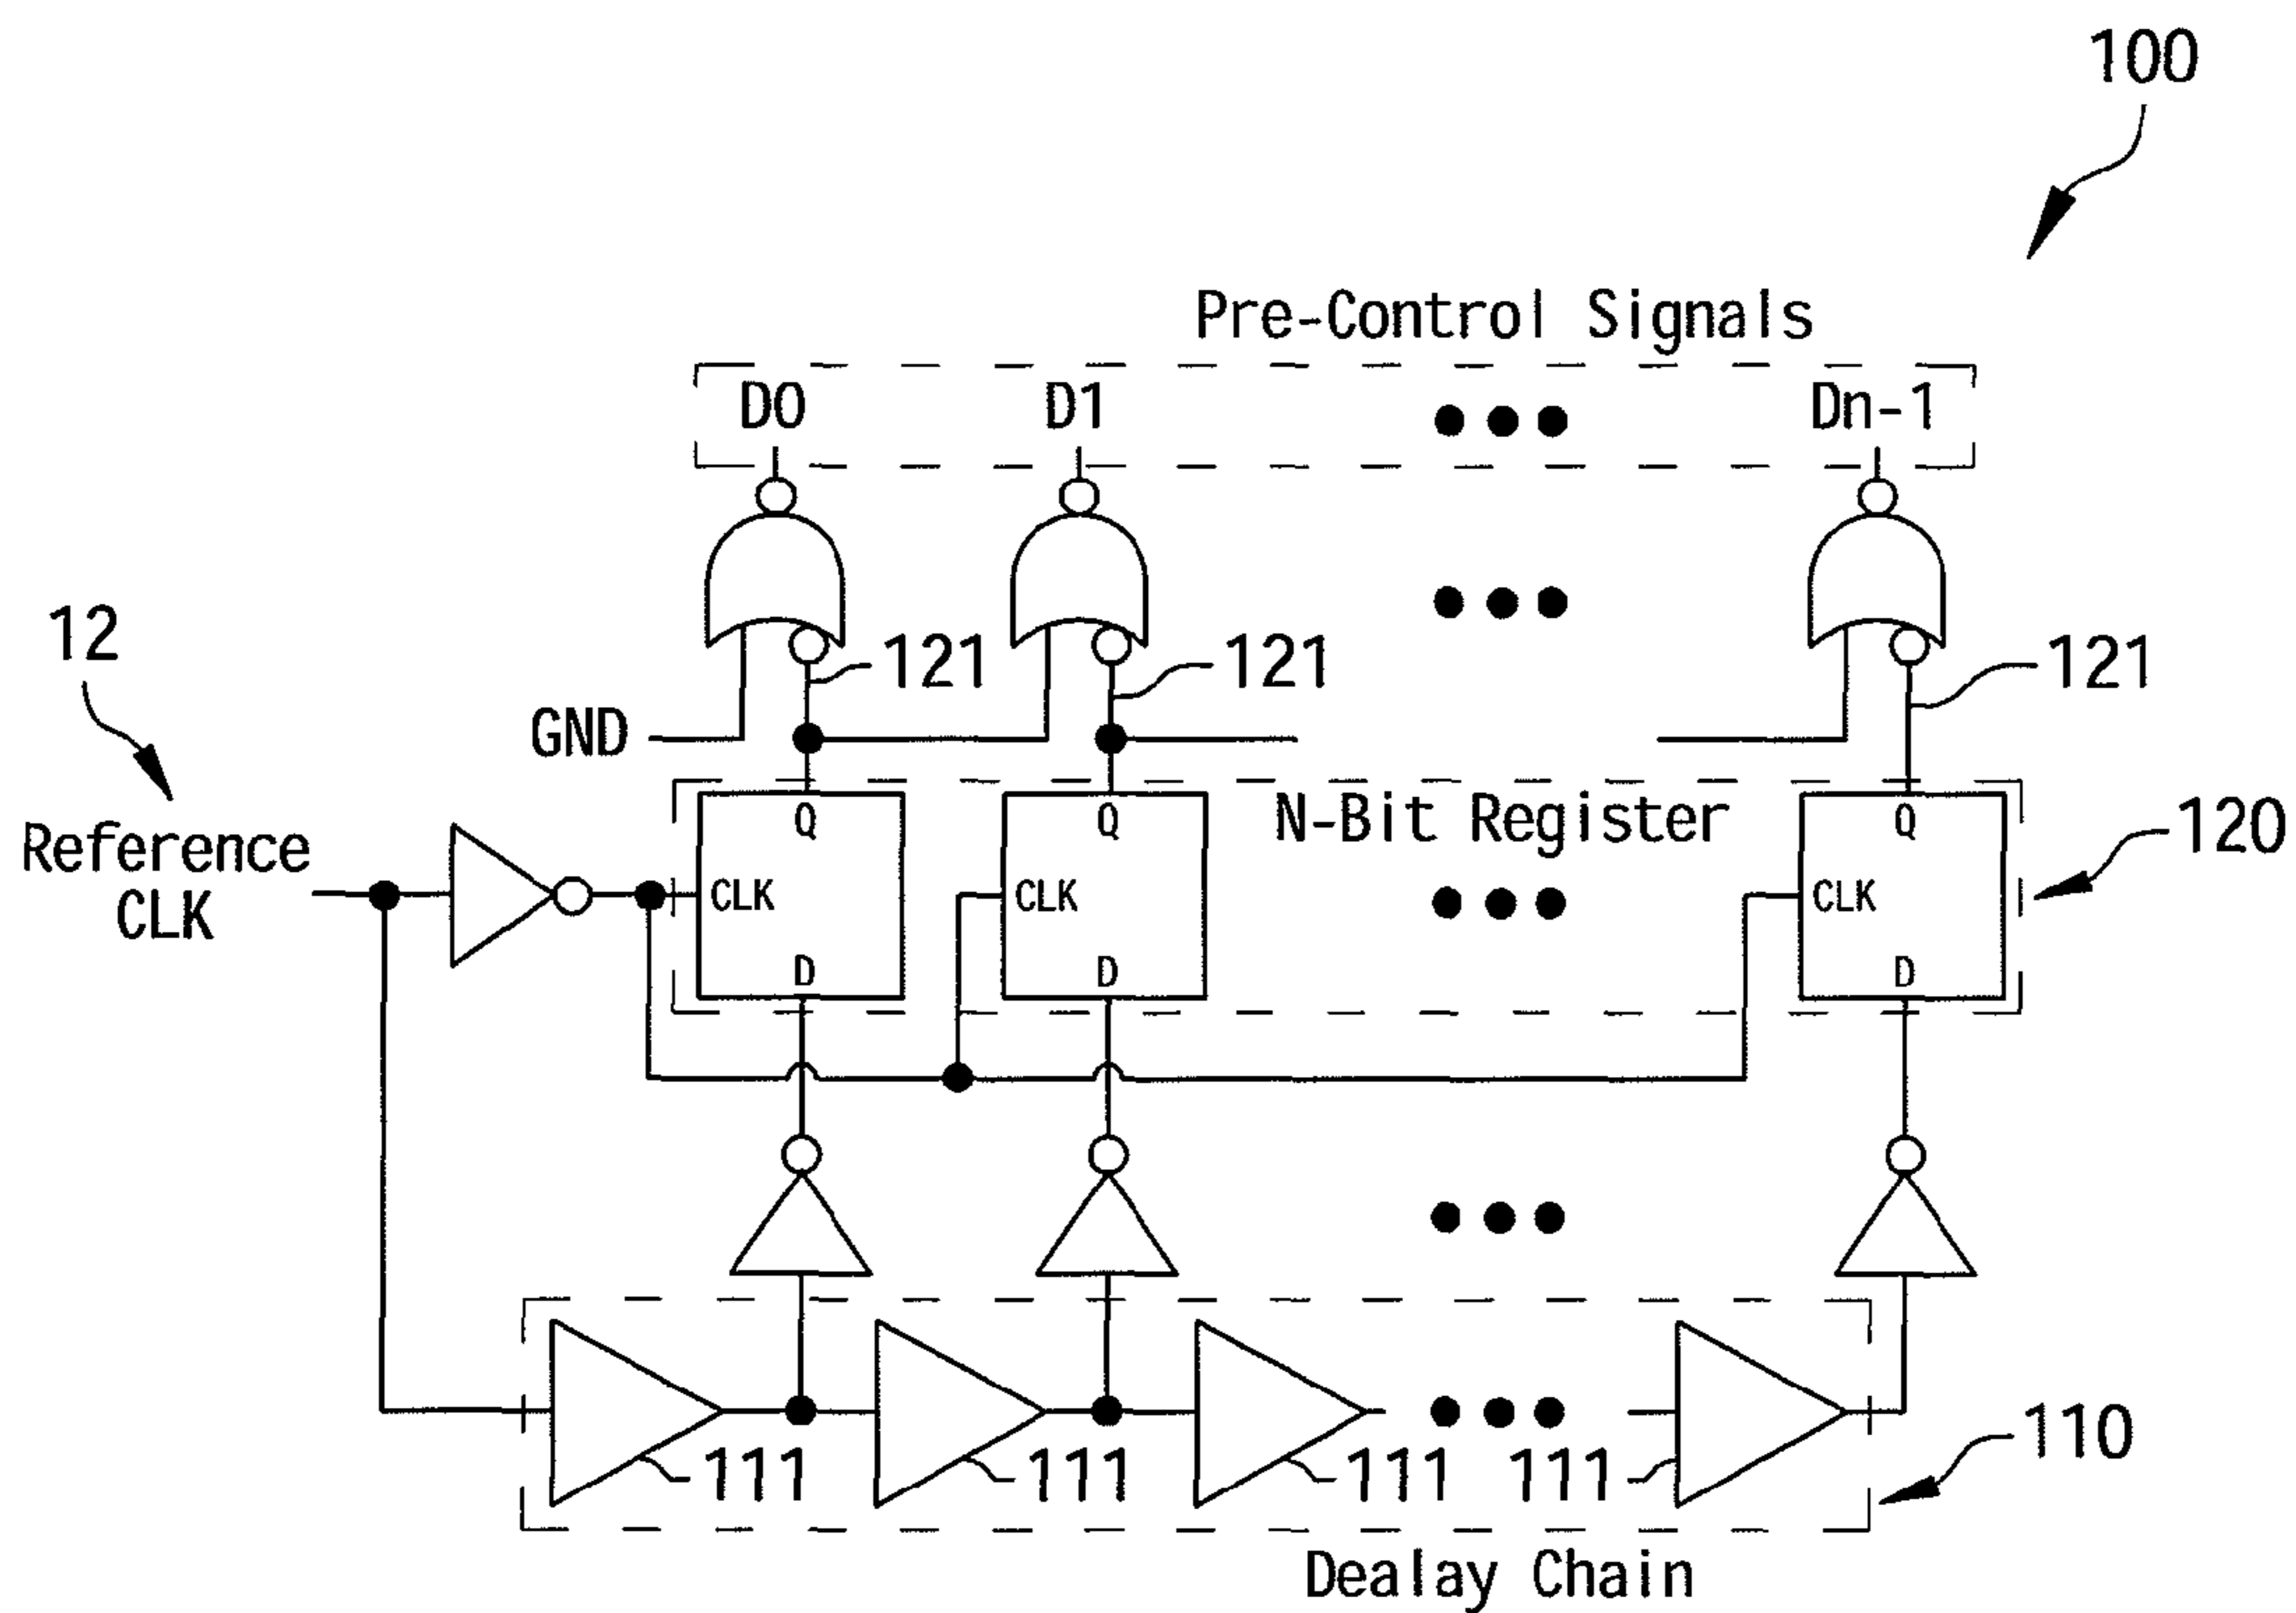 100
Pre-Control Signals
D0 D1 Dn-1
12
121 121 121
GND
Reference
CLK
Q Q N-Bit Register Q
120
CLK CLK CLK
D D D
111 111 111 111
110
Dealay Chain